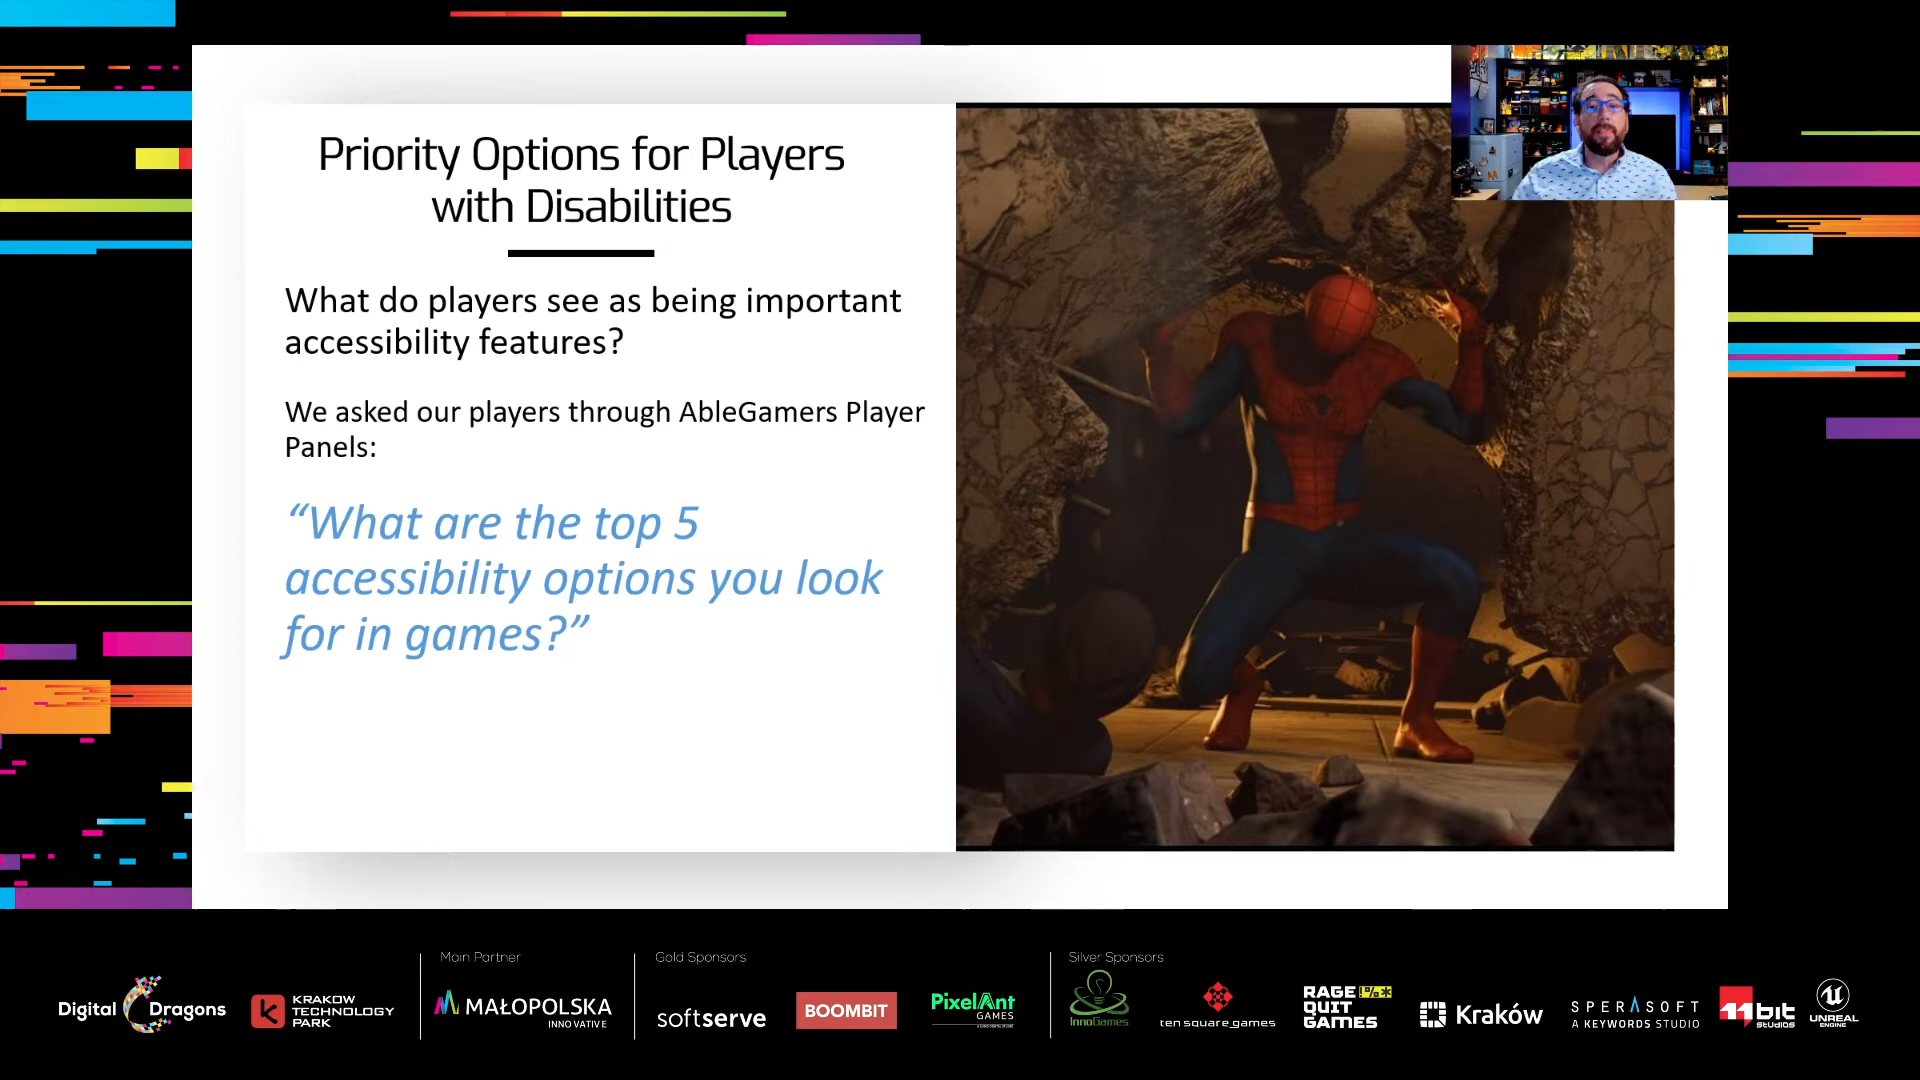 Priority Options for Players
with Disabilities
What do players see as being important
accessibility features?
We asked our players through AbleGamers Player
Panels:
“What are the top 5
accessibility options you look
for in games?”
Main Partner
Gold Sponsors
Silver Sponsors
Digital Dragons
KRAKOW
TECHNOLOGY
PARK
MAŁOPOLSKA
INNOVATIVE
softserve
BOOMBIT
PixelAnt
GAMES
InnoGames
ten square games
RAGE !%*
QUIT
GAMES
Kraków
SPERASOFT
A KEYWORDS STUDIO
11 bit
STUDIOS
UNREAL
ENGINE